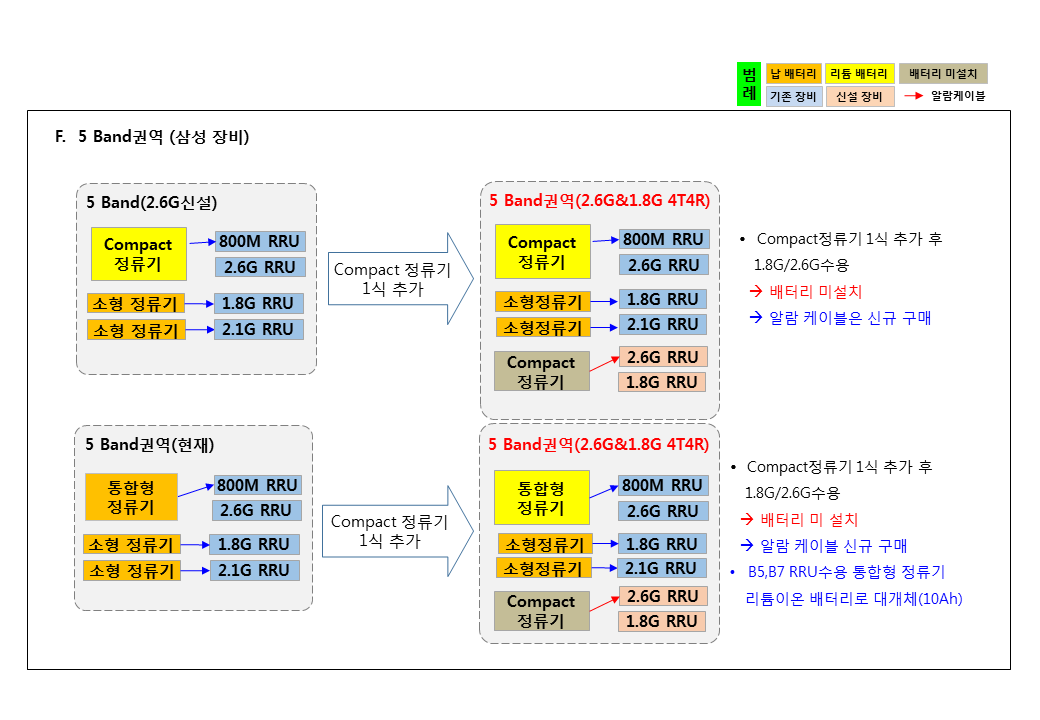 범례
납 배터리
리튬 배터리
배터리 미설치
기존 장비
신설 장비
알람케이블
F. 5 Band권역 (삼성 장비)
5 Band(2.6G신설)
Compact
정류기
800M RRU
2.6G RRU
소형 정류기
1.8G RRU
소형 정류기
2.1G RRU
Compact 정류기
1식 추가
5 Band권역(2.6G&1.8G 4T4R)
Compact
정류기
800M RRU
2.6G RRU
소형정류기
1.8G RRU
소형정류기
2.1G RRU
Compact
정류기
2.6G RRU
1.8G RRU
• Compact정류기 1식 추가 후
1.8G/2.6G수용
→ 배터리 미설치
→ 알람 케이블은 신규 구매
5 Band권역(현재)
통합형
정류기
800M RRU
2.6G RRU
소형 정류기
1.8G RRU
소형 정류기
2.1G RRU
Compact 정류기
1식 추가
5 Band권역(2.6G&1.8G 4T4R)
통합형
정류기
800M RRU
2.6G RRU
소형정류기
1.8G RRU
소형정류기
2.1G RRU
Compact
정류기
2.6G RRU
1.8G RRU
• Compact정류기 1식 추가 후
1.8G/2.6G수용
→ 배터리 미 설치
→ 알람 케이블 신규 구매
• B5,B7 RRU수용 통합형 정류기
리튬이온 배터리로 대개체(10Ah)